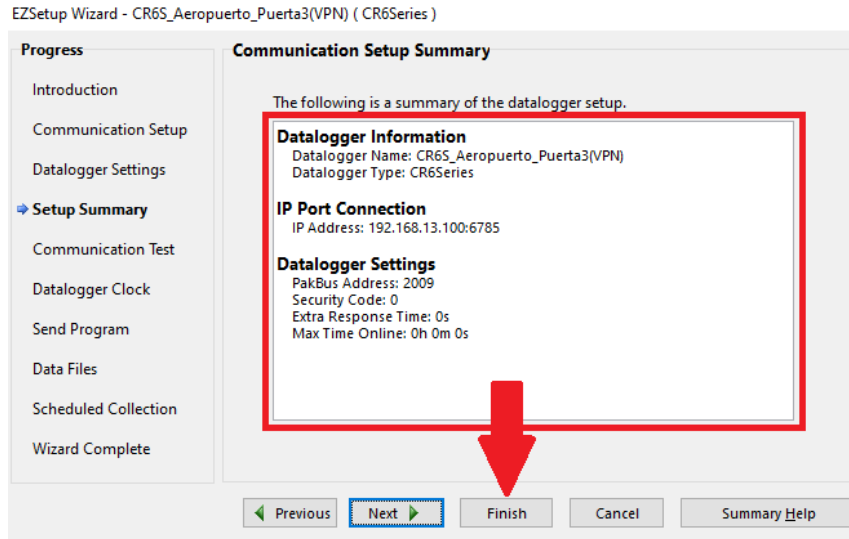 EZSetup Wizard - CR6S_Aeropuerto_Puerta3(VPN) ( CR6Series )
Progress
Introduction
Communication Setup
Datalogger Settings
Setup Summary
Communication Test
Datalogger Clock
Send Program
Data Files
Scheduled Collection
Wizard Complete
Communication Setup Summary
The following is a summary of the datalogger setup.
Datalogger Information
Datalogger Name: CR6S_Aeropuerto_Puerta3(VPN)
Datalogger Type: CR6Series
IP Port Connection
IP Address: 192.168.13.100:6785
Datalogger Settings
PakBus Address: 2009
Security Code: 0
Extra Response Time: 0s
Max Time Online: 0h 0m 0s
Previous
Next
Finish
Cancel
Summary Help